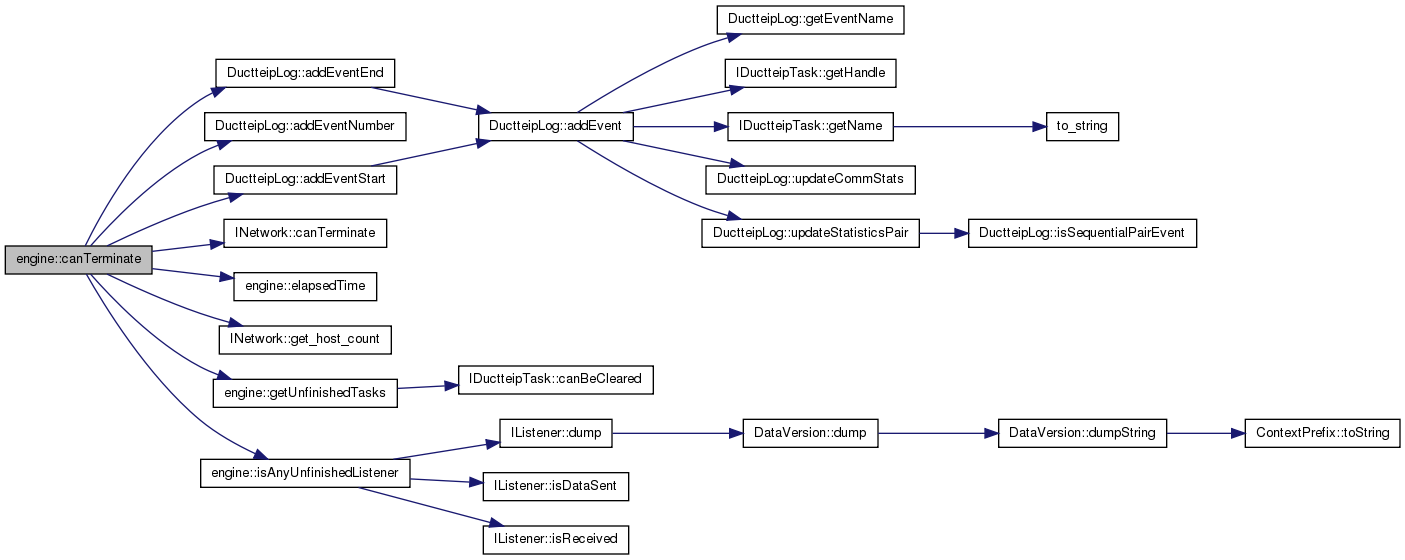 DuctteipLog::getEventName
DuctteipLog::addEventEnd
IDuctteipTask::getHandle
DuctteipLog::addEventNumber
DuctteipLog::addEvent
IDuctteipTask::getName
to_string
DuctteipLog::addEventStart
DuctteipLog::updateCommStats
INetwork::canTerminate
DuctteipLog::updateStatisticsPair
DuctteipLog::isSequentialPairEvent
engine::canTerminate
engine::elapsedTime
INetwork::get_host_count
engine::getUnfinishedTasks
IDuctteipTask::canBeCleared
IListener::dump
DataVersion::dump
DataVersion::dumpString
ContextPrefix::toString
engine::isAnyUnfinishedListener
IListener::isDataSent
IListener::isReceived